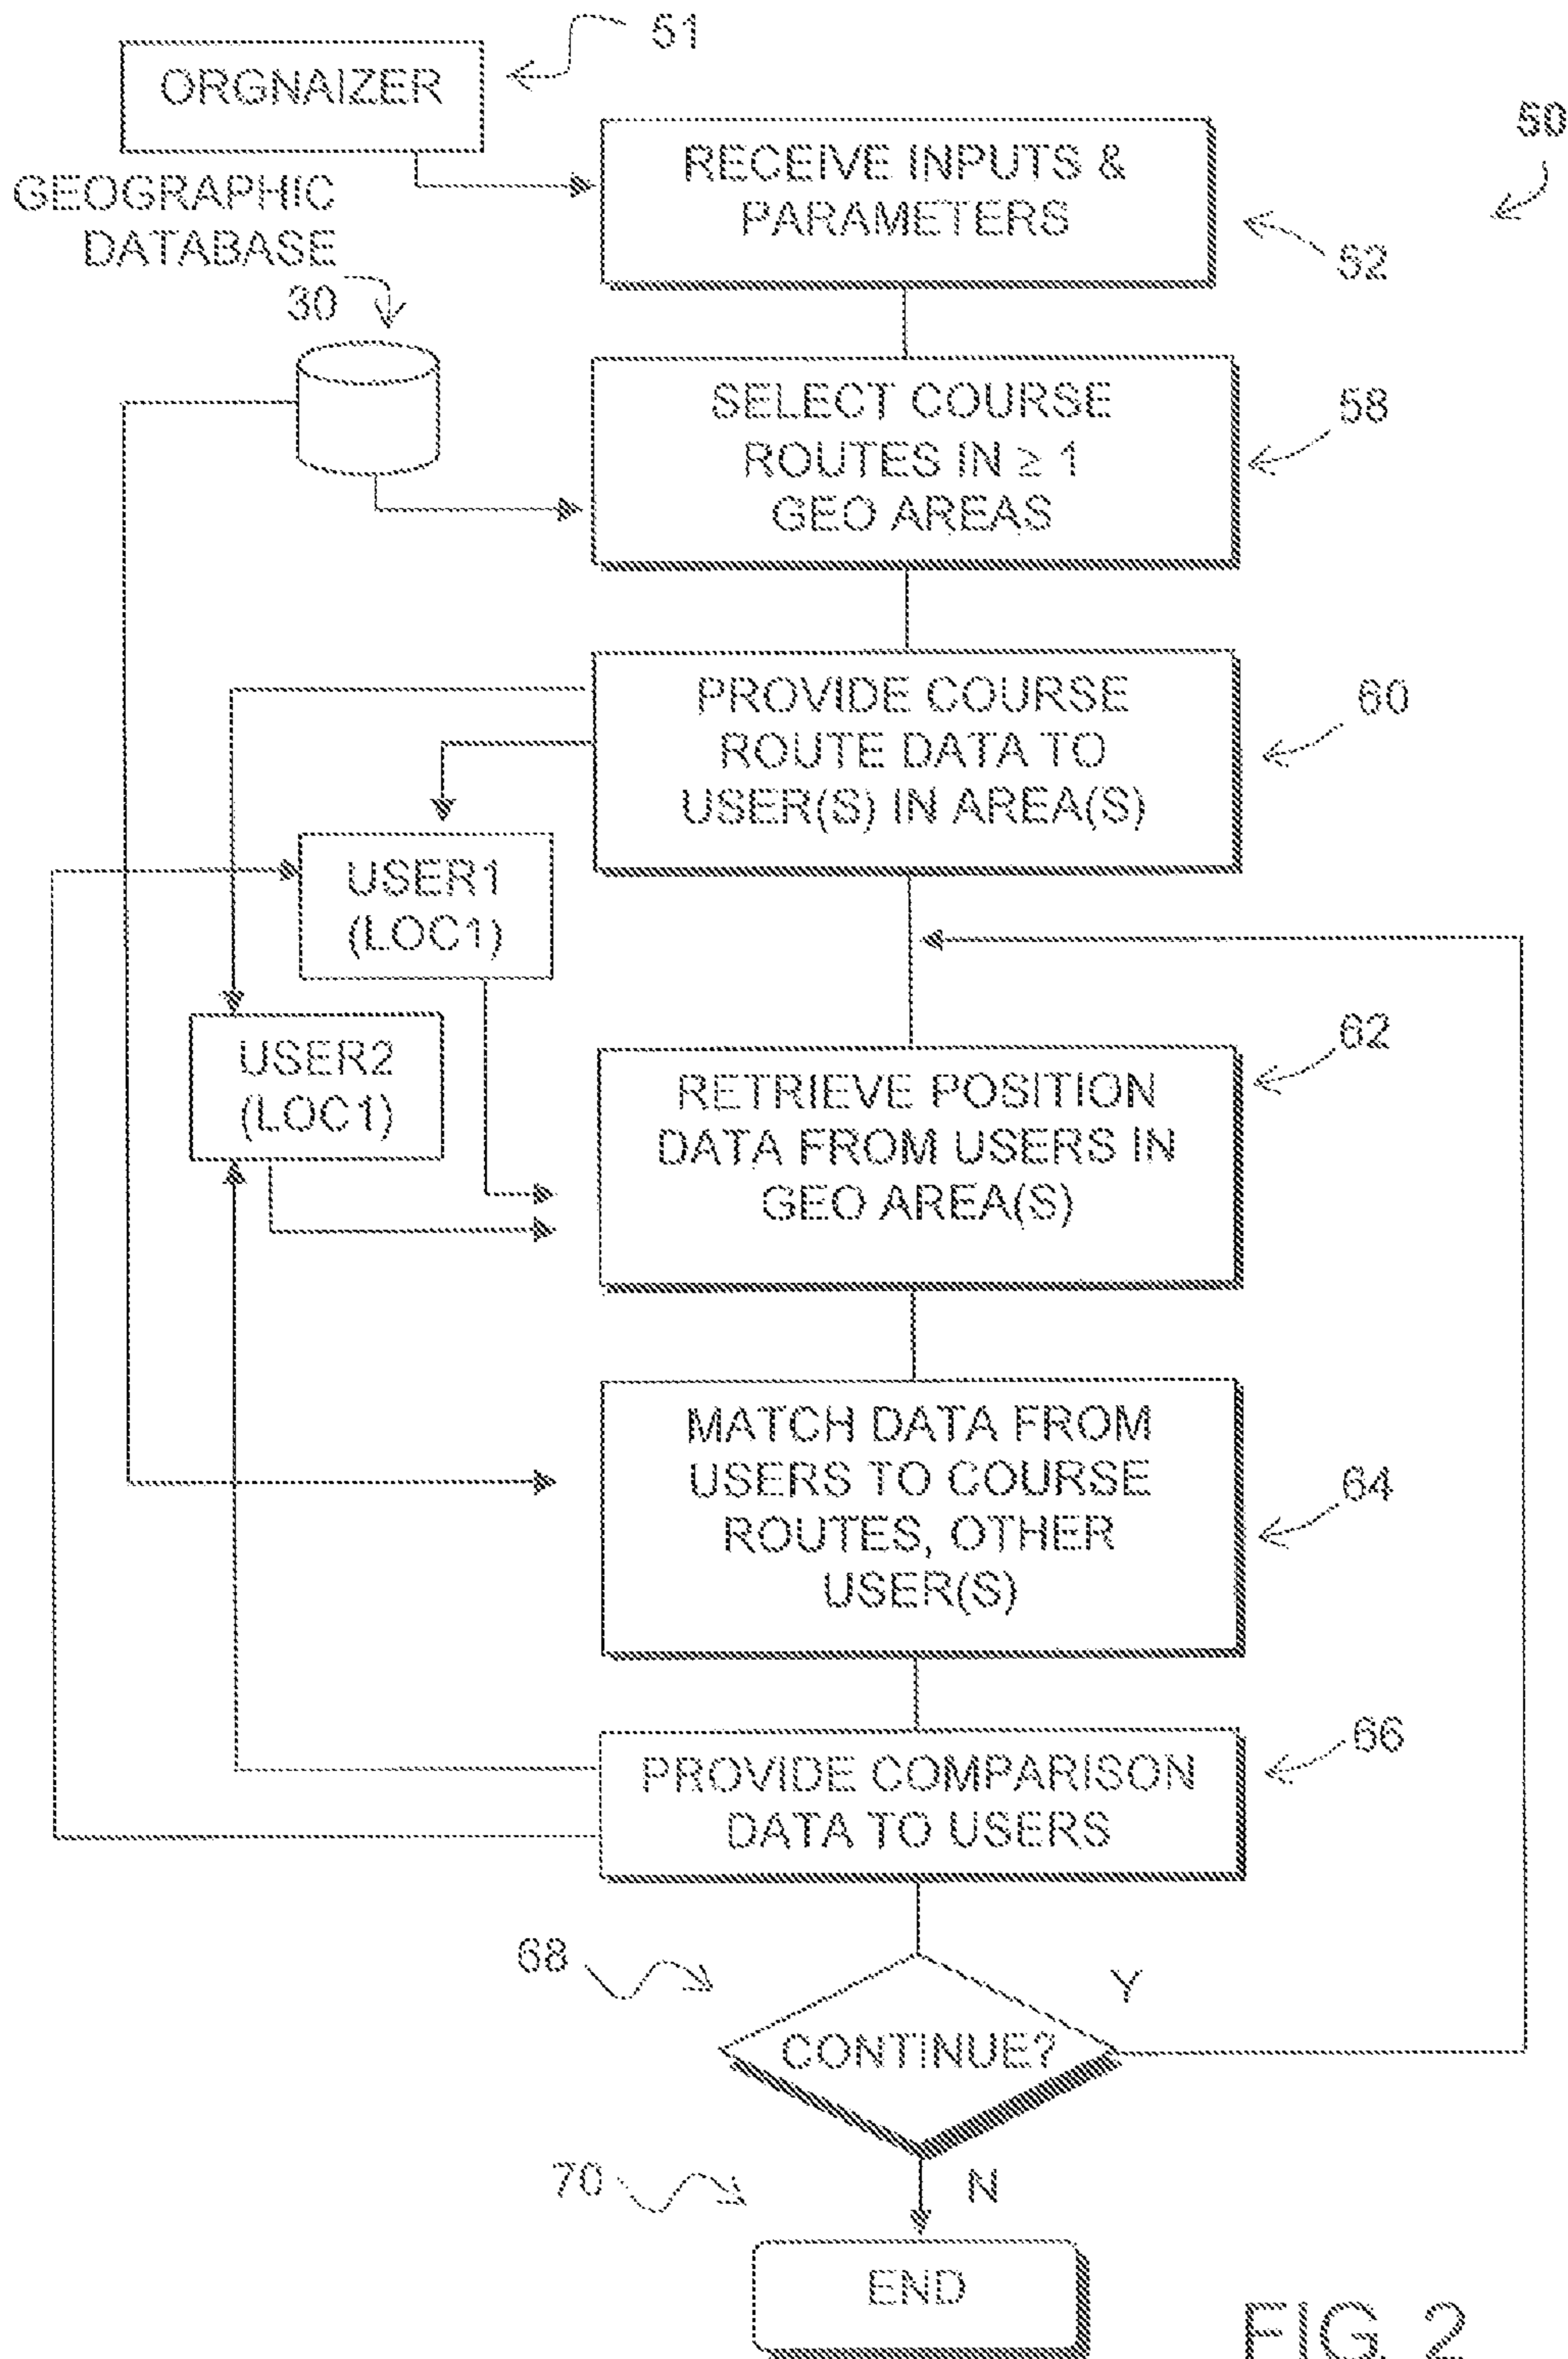 51
ORGNAIZER
50
RECEIVE INPUTS &
PARAMETERS
52
GEOGRAPHIC
DATABASE
30
SELECT COURSE
ROUTES IN ≥ 1
GEO AREAS
58
PROVIDE COURSE
ROUTE DATA TO
USER(S) IN AREA(S)
60
USER1
(LOC1)
USER2
(LOC1)
RETRIEVE POSITION
DATA FROM USERS IN
GEO AREA(S)
62
MATCH DATA FROM
USERS TO COURSE
ROUTES, OTHER
USER(S)
64
PROVIDE COMPARISON
DATA TO USERS
66
68
CONTINUE?
Y
70
N
END
FIG. 2